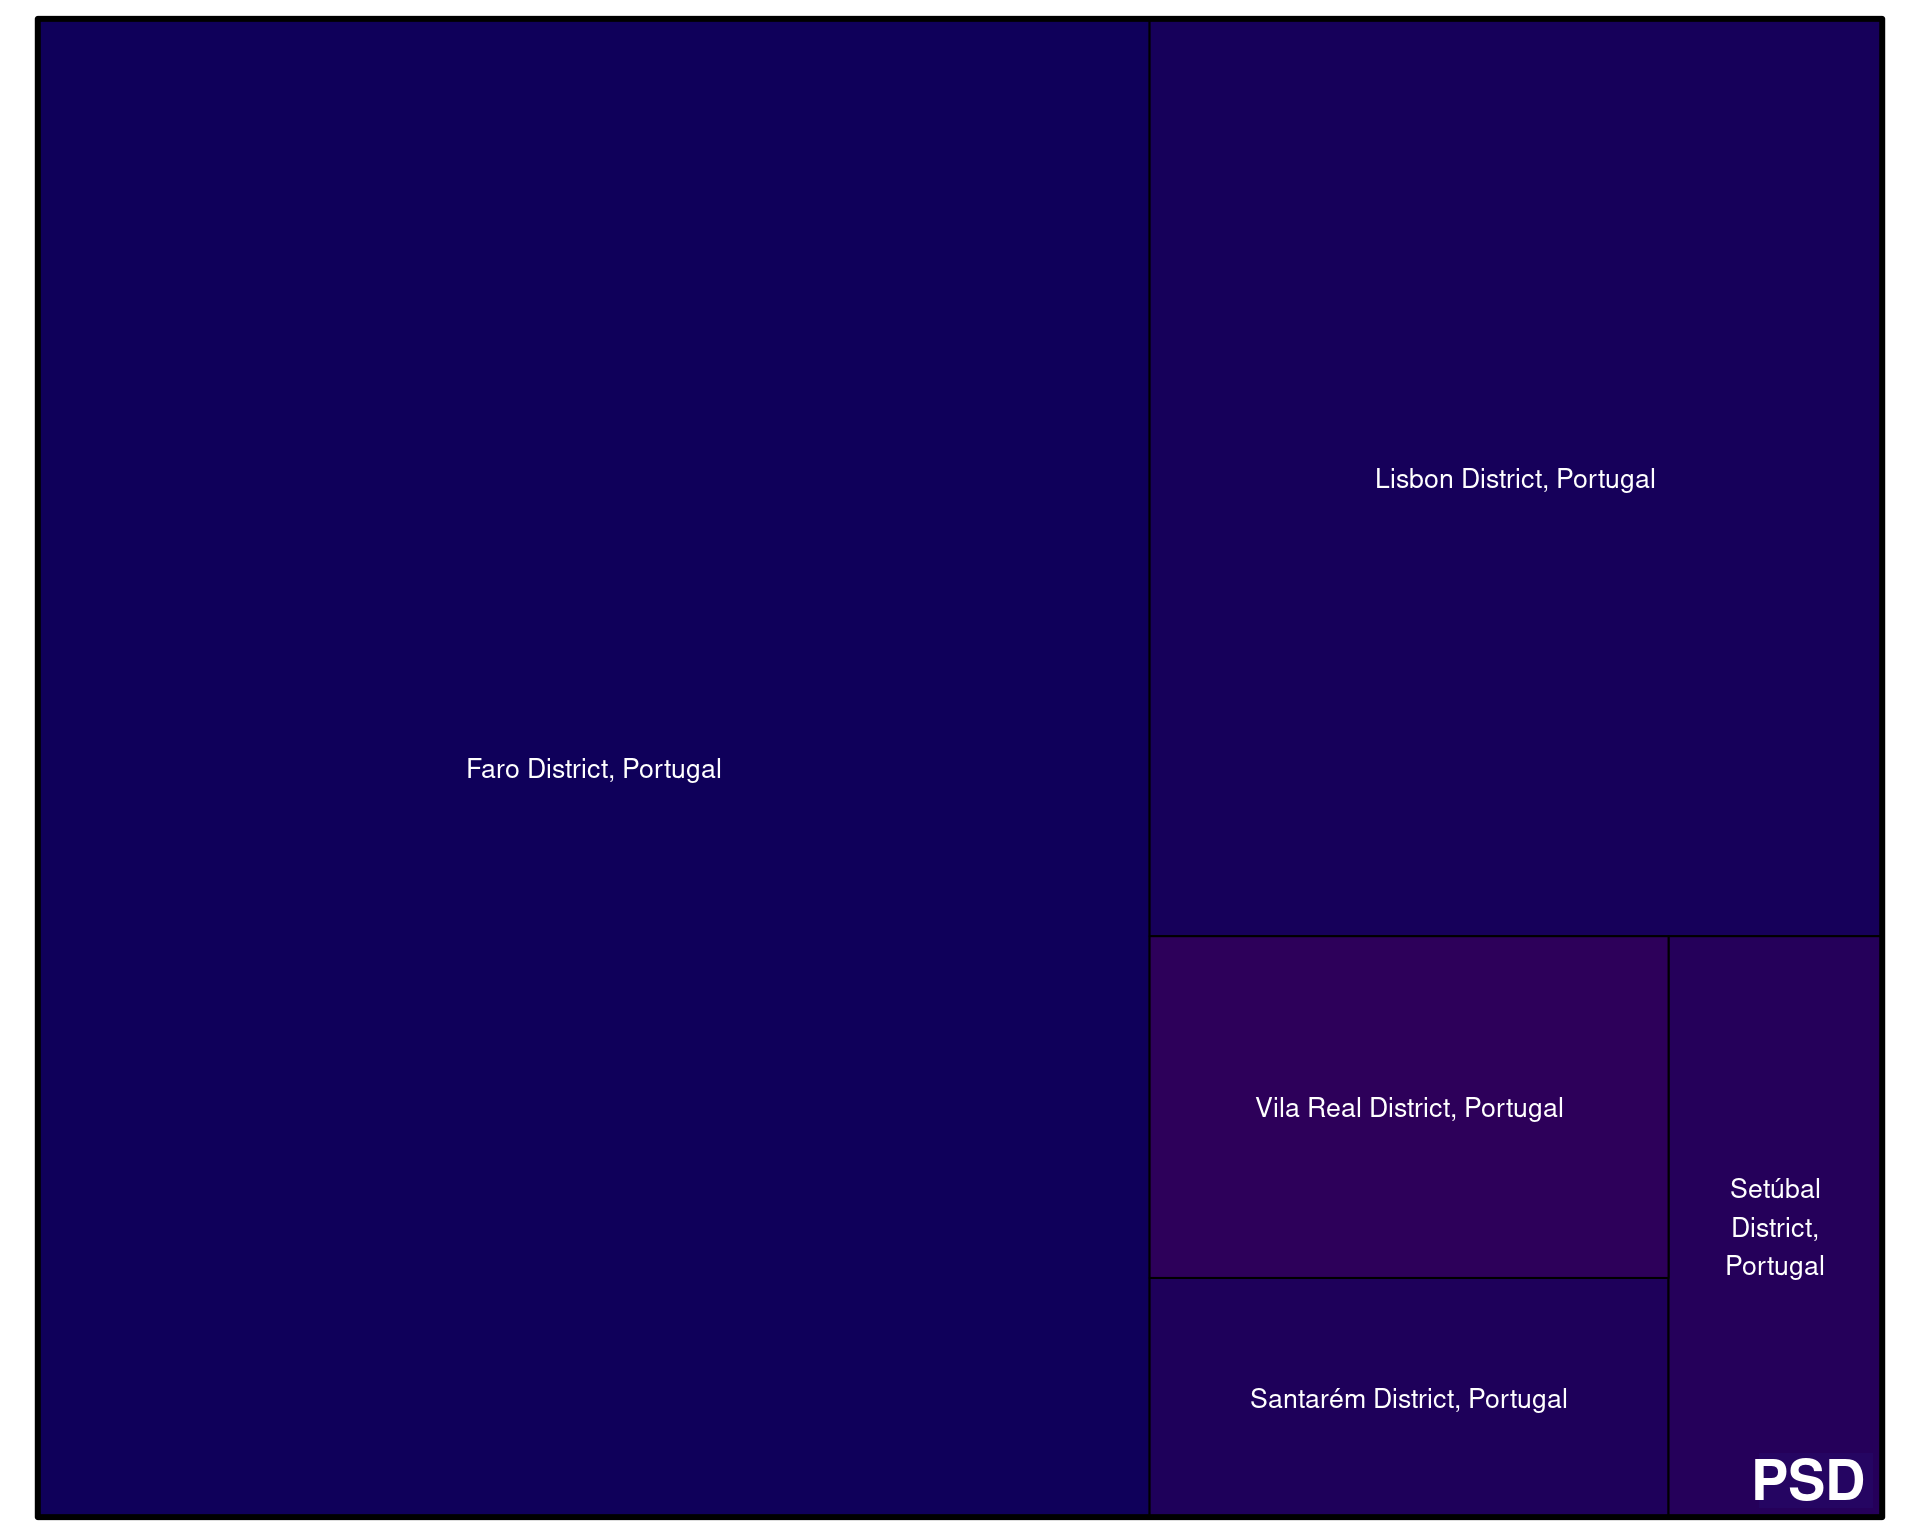 Faro District, Portugal
Lisbon District, Portugal
Vila Real District, Portugal
Santarém District, Portugal
Setúbal
District,
Portugal
PSD